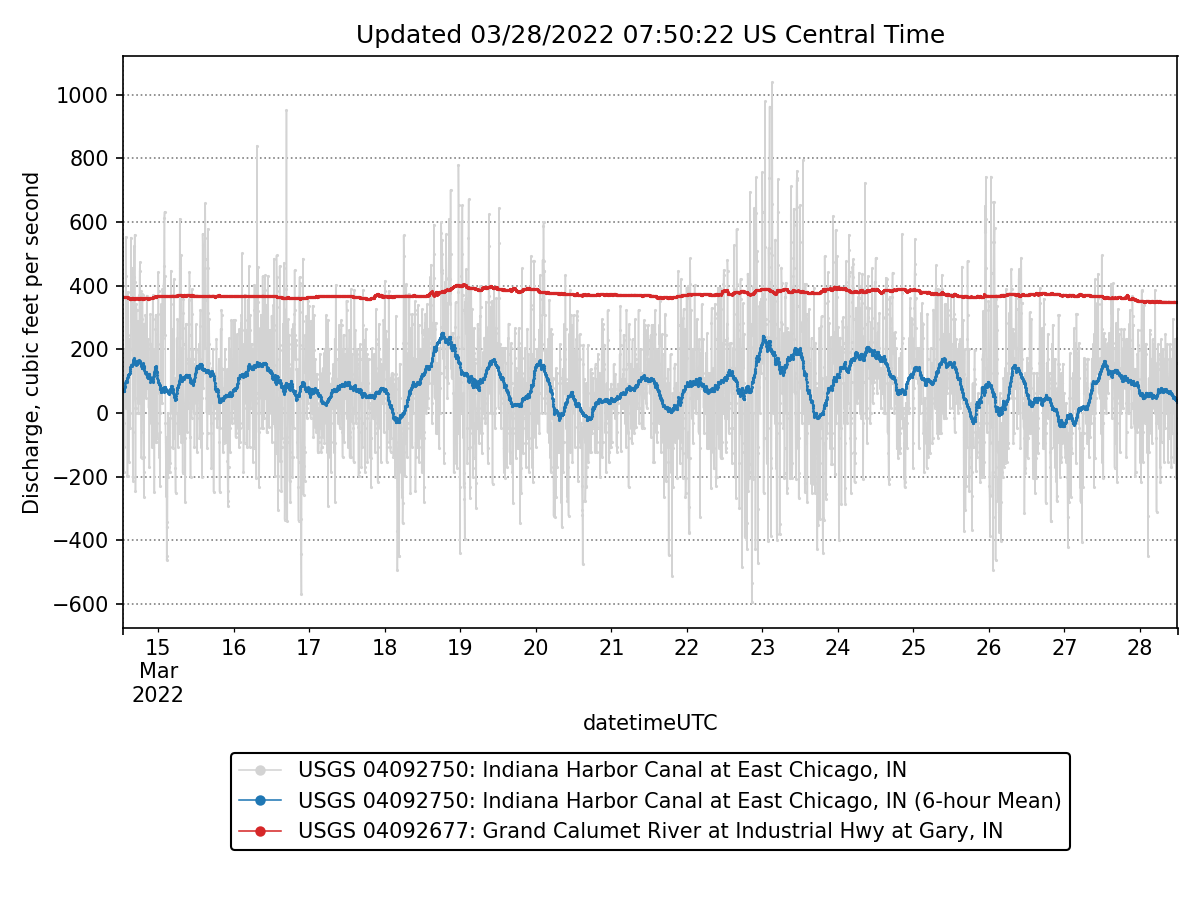 Updated 03/28/2022 07:50:22 US Central Time
Discharge, cubic feet per second
1000
800
600
400
200
0
−200
−400
−600
15 16 17 18 19 20 21 22 23 24 25 26 27 28
Mar
2022
datetimeUTC
USGS 04092750: Indiana Harbor Canal at East Chicago, IN
USGS 04092750: Indiana Harbor Canal at East Chicago, IN (6-hour Mean)
USGS 04092677: Grand Calumet River at Industrial Hwy at Gary, IN